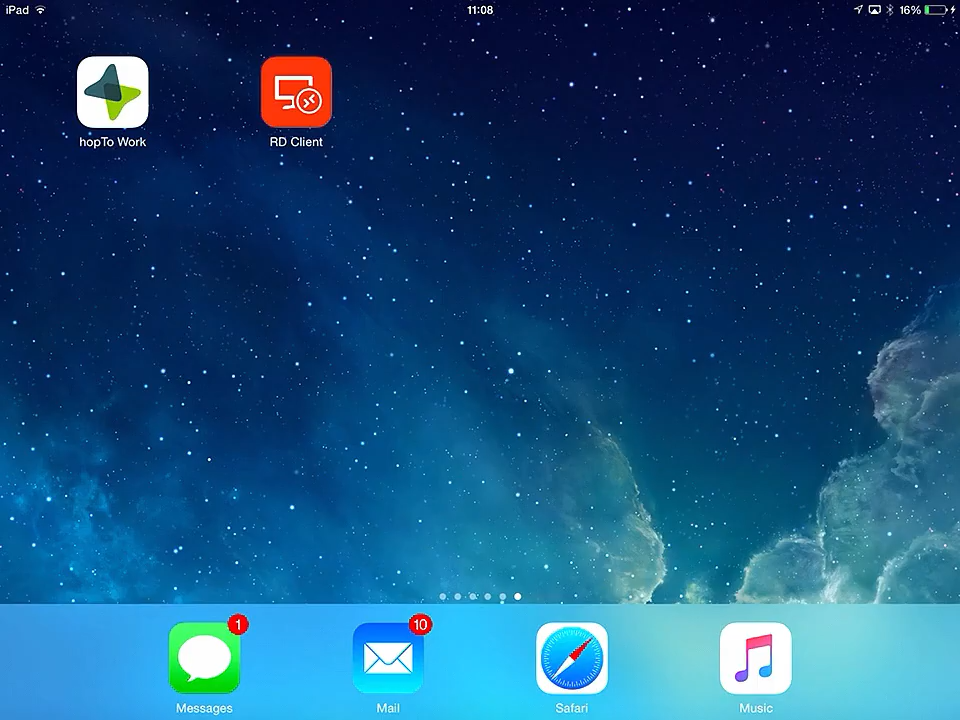 iPad
11:08
16%
hopTo Work
RD Client
1
10
Messages
Mail
Safari
Music